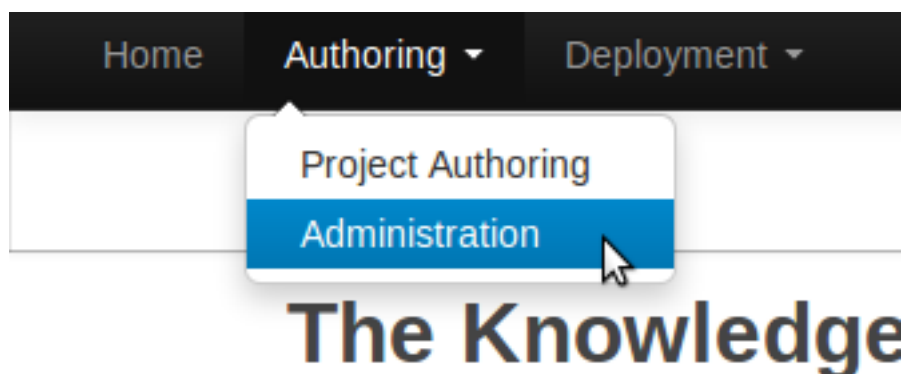 Home Authoring Deployment
Project Authoring
Administration
The Knowledge